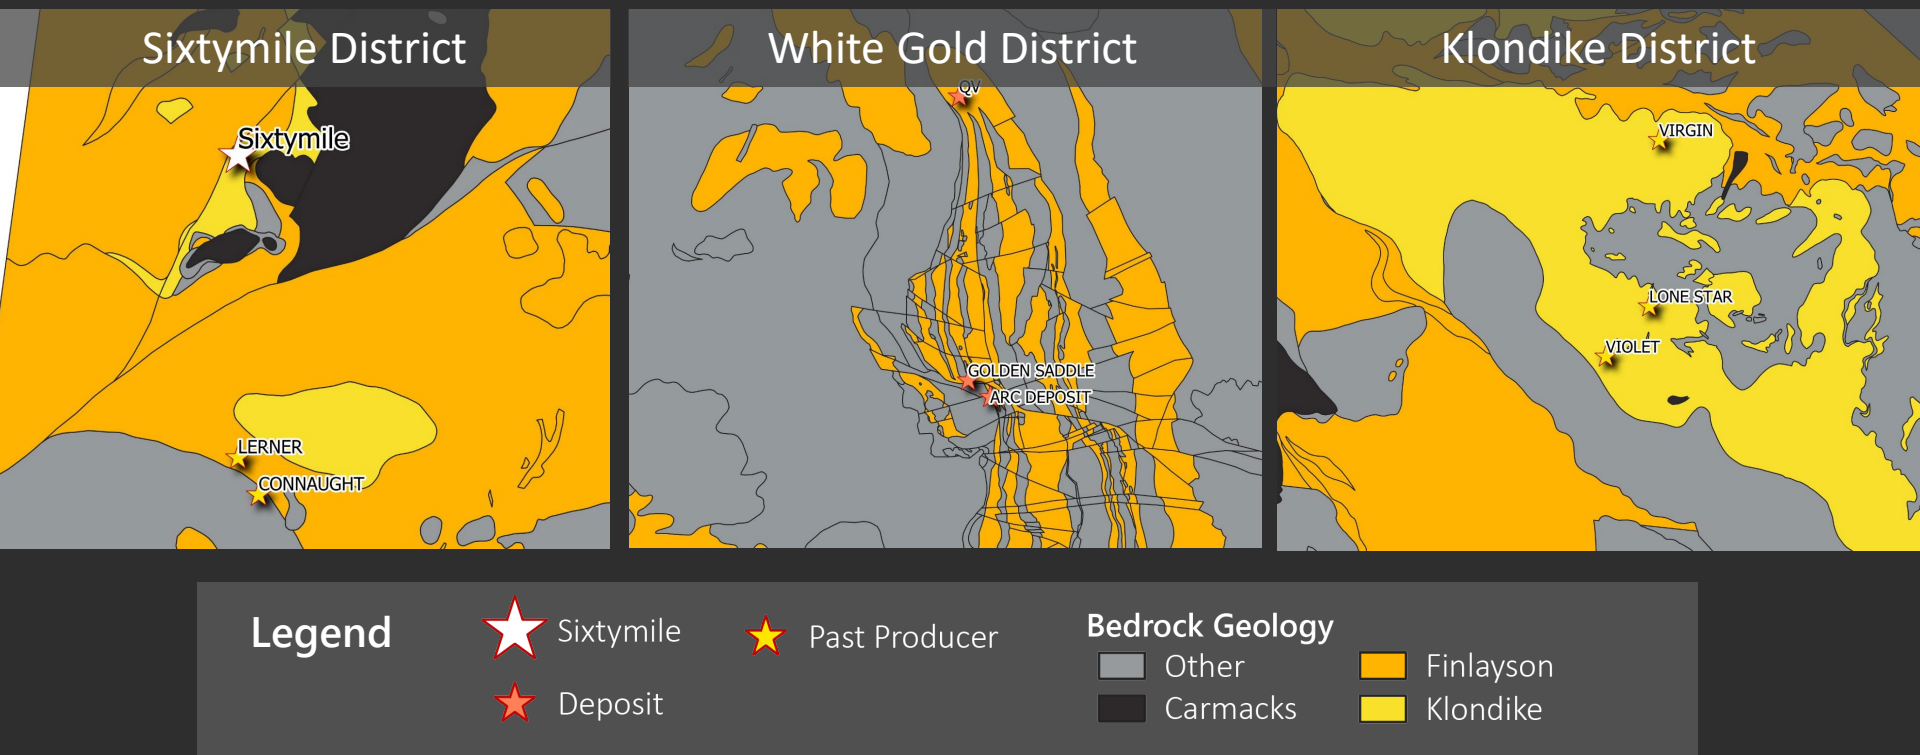 Sixtymile District
White Gold District
Klondike District
Sixtymile
LERNER
CONNAUGHT
QV
GOLDEN SADDLE
ARC DEPOSIT
VIRGIN
LONE STAR
VIOLET
Legend
Sixtymile
Past Producer
Deposit
Bedrock Geology
Other
Finlayson
Carmacks
Klondike